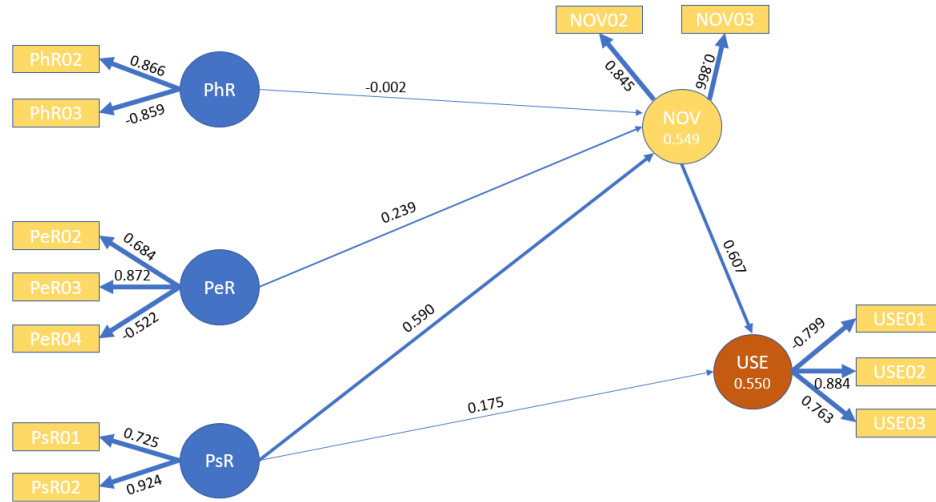 NOV02
NOV03
PhR02
0.866
PhR
0.845
0.866
PhR03
-0.859
-0.002
NOV
0.549
PeR02
0.684
0.239
PeR03
0.872
PeR
0.607
PeR04
-0.522
0.590
USE01
-0.799
USE
0.550
0.884
USE02
0.763
USE03
PsR01
0.725
0.175
PsR
PsR02
0.924